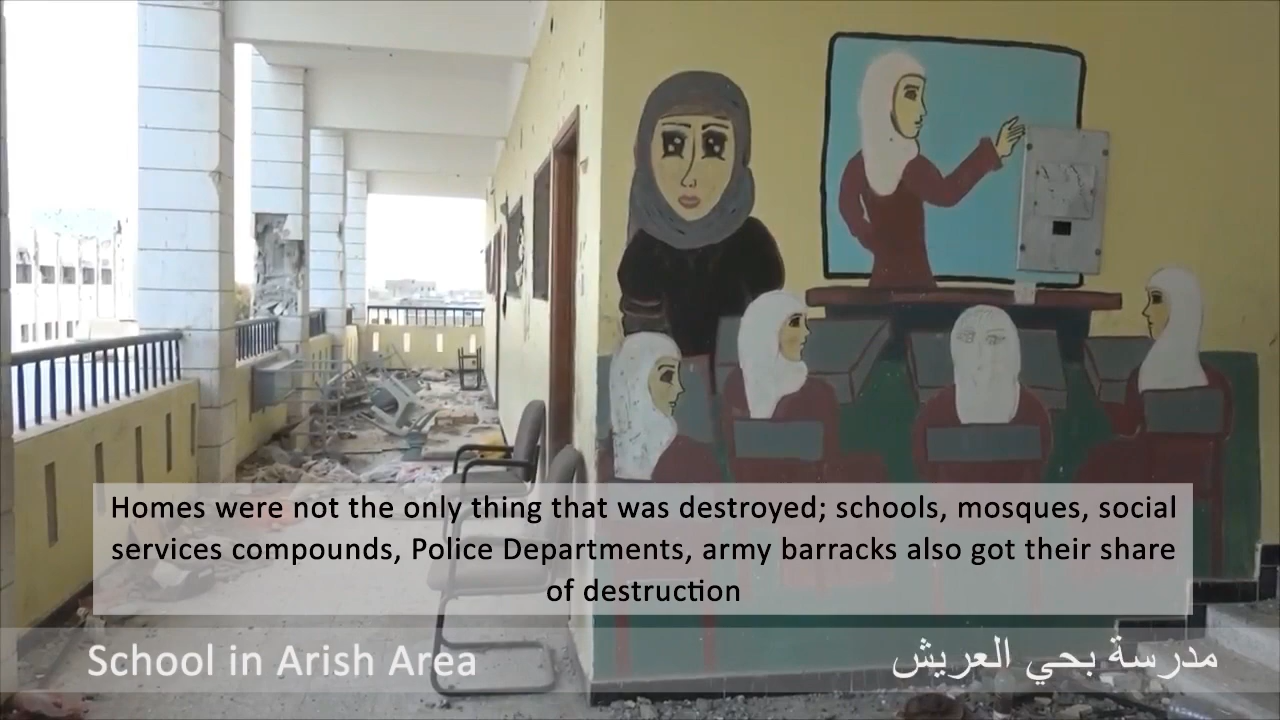 Homes were not the only thing that was destroyed; schools, mosques, social
services compounds, Police Departments, army barracks also got their share
of destruction
School in Arish Area
مدرسة بحي العريش